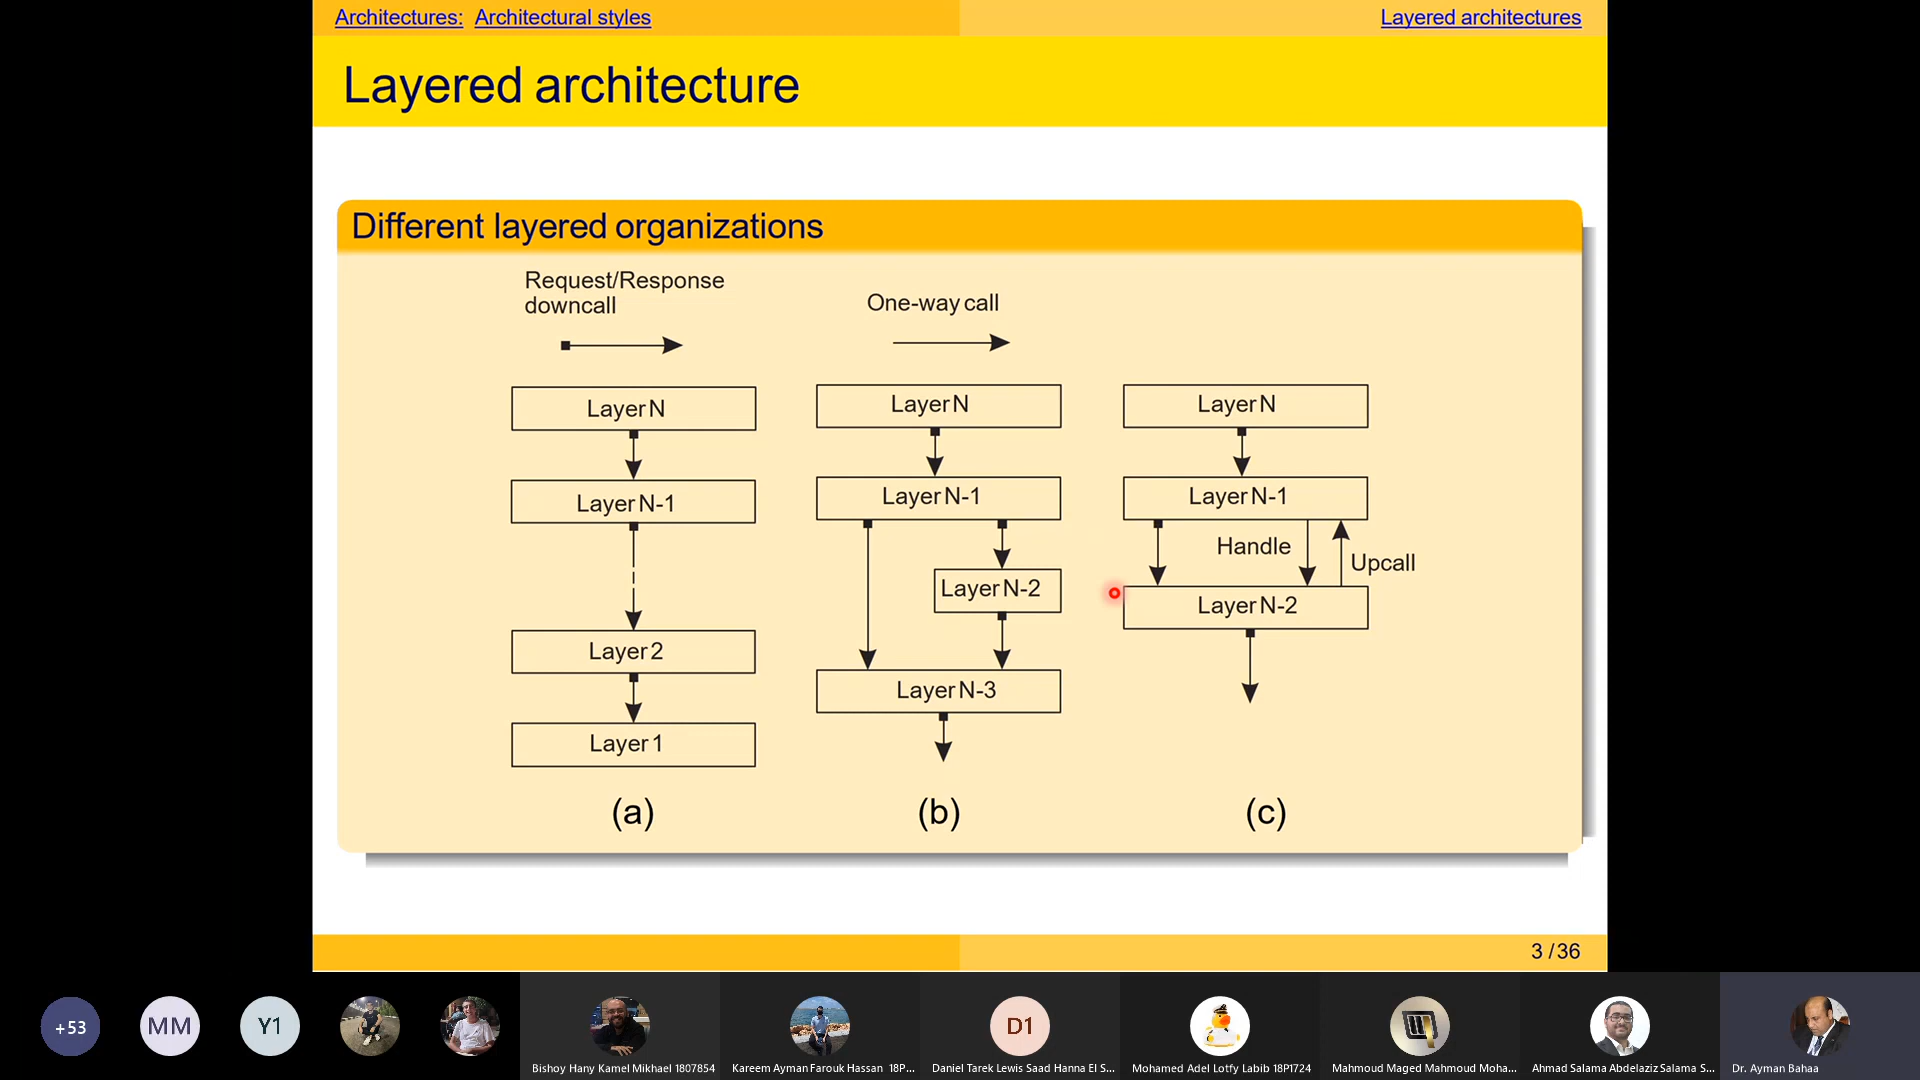 Architectures: Architectural styles
Layered architectures
Layered architecture
Different layered organizations
Request/Response
downcall
One-way call
Layer N
Layer N-1
Layer 2
Layer 1
(a)
Layer N
Layer N-1
Layer N-2
Layer N-3
(b)
Layer N
Layer N-1
Handle
Upcall
Layer N-2
(c)
3 / 36
+53
MM
Y1
D1
Bishoy Hany Kamel Mikhael 1807854
Kareem Ayman Farouk Hassan 18P...
Daniel Tarek Lewis Saad Hanna El S...
Mohamed Adel Lotfy Labib 18P1724
Mahmoud Maged Mahmoud Moha...
Ahmad Salama Abdelaziz Salama S...
Dr. Ayman Bahaa